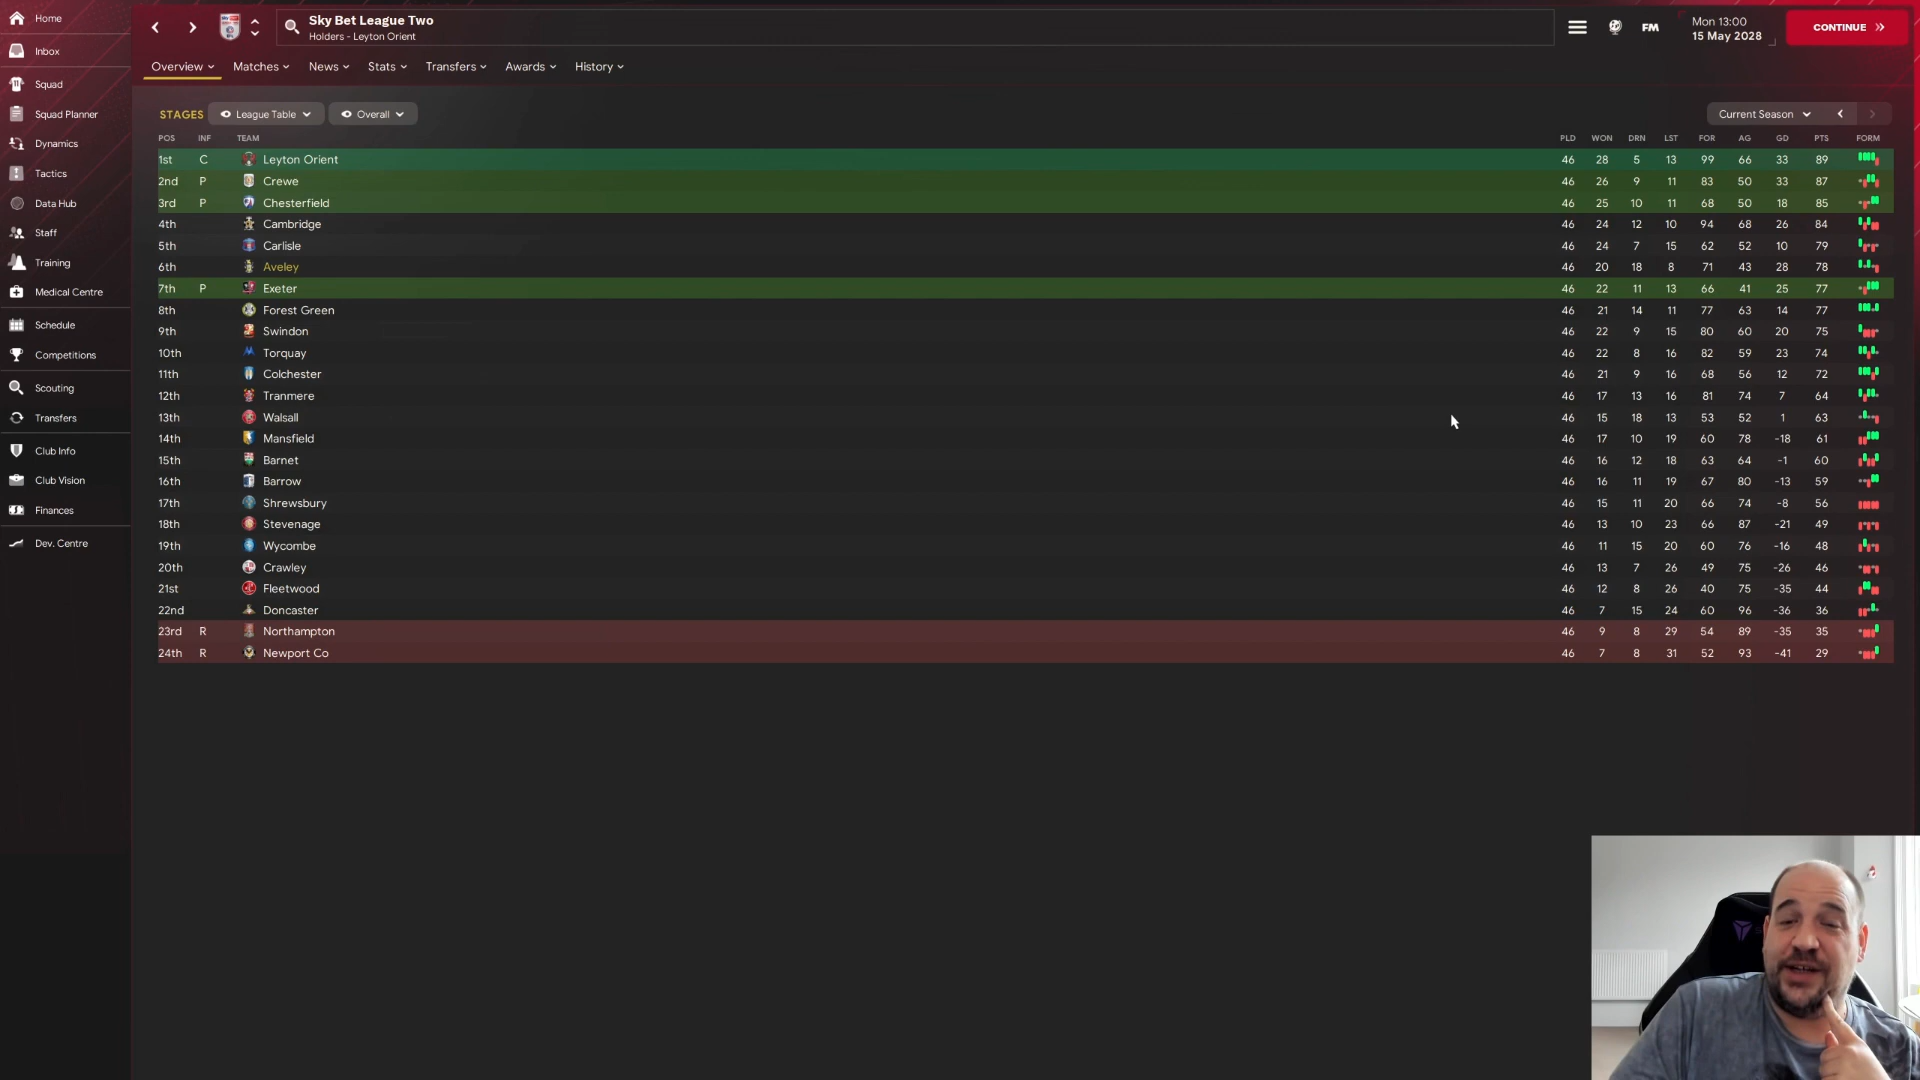 Home
Inbox
Squad
Squad Planner
Dynamics
Tactics
Data Hub
Staff
Training
Medical Centre
Schedule
Competitions
Scouting
Transfers
Club Info
Club Vision
Finances
Dev. Centre
Sky Bet League Two
Holders - Leyton Orient
FM
Mon 13:00
15 May 2028
CONTINUE
Overview Matches News Stats Transfers Awards History
STAGES League Table Overall Current Season
POS INF TEAM PLD WON DRN LST FOR AG GD PTS FORM
1st C Leyton Orient 46 28 5 13 99 66 33 89
2nd P Crewe 46 26 9 11 83 50 33 87
3rd P Chesterfield 46 25 10 11 68 50 18 85
4th Cambridge 46 24 12 10 94 68 26 84
5th Carlisle 46 24 7 15 62 52 10 79
6th Aveley 46 20 18 8 71 43 28 78
7th P Exeter 46 22 11 13 66 41 25 77
8th Forest Green 46 21 14 11 77 63 14 77
9th Swindon 46 22 9 15 80 60 20 75
10th Torquay 46 22 8 16 82 59 23 74
11th Colchester 46 21 9 16 68 56 12 72
12th Tranmere 46 17 13 16 81 74 7 64
13th Walsall 46 15 18 13 53 52 1 63
14th Mansfield 46 17 10 19 60 78 -18 61
15th Barnet 46 16 12 18 63 64 -1 60
16th Barrow 46 16 11 19 67 80 -13 59
17th Shrewsbury 46 15 11 20 66 74 -8 56
18th Stevenage 46 13 10 23 66 87 -21 49
19th Wycombe 46 11 15 20 60 76 -16 48
20th Crawley 46 13 7 26 49 75 -26 46
21st Fleetwood 46 12 8 26 40 75 -35 44
22nd Doncaster 46 7 15 24 60 96 -36 36
23rd R Northampton 46 9 8 29 54 89 -35 35
24th R Newport Co 46 7 8 31 52 93 -41 29